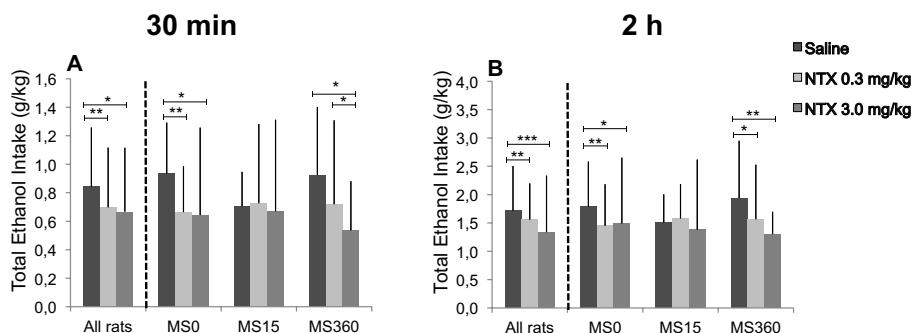 30 min
2 h
A
Total Ethanol Intake (g/kg)
1,6
1,4
1,2
1,0
0,8
0,6
0,4
0,2
0,0
*
**
*
**
*
*
All rats
MS0
MS15
MS360
B
Total Ethanol Intake (g/kg)
4,0
3,5
3,0
2,5
2,0
1,5
1,0
0,5
0,0
***
**
*
**
**
*
All rats
MS0
MS15
MS360
Saline
NTX 0.3 mg/kg
NTX 3.0 mg/kg